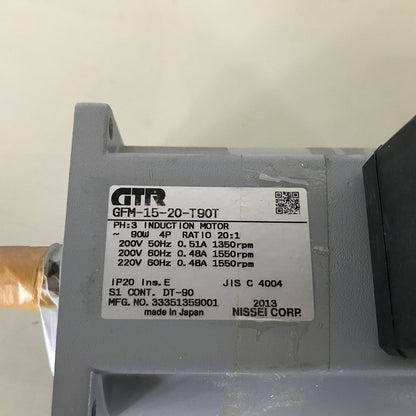 GTR
GFM-15-20-T90T
PH:3 INDUCTION MOTOR
~ 90W 4P RATIO 20:1
200V 50Hz 0.51A 1350rpm
200V 60Hz 0.48A 1550rpm
220V 60Hz 0.48A 1550rpm
IP20 Ins.E JIS C 4004
S1 CONT. DT-90
MFG. NO. 33351359001 2013
made in Japan NISSEI CORP.